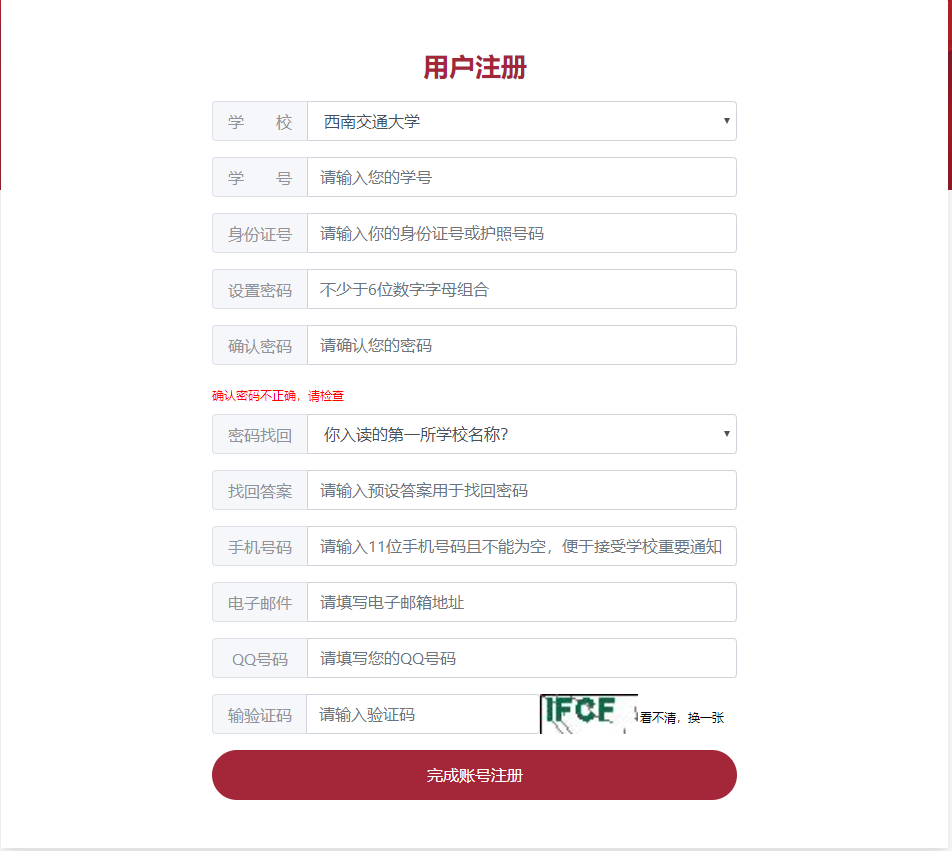 用户注册
学 校 西南交通大学
学 号 请输入您的学号
身份证号 请输入你的身份证号或护照号码
设置密码 不少于6位数字字母组合
确认密码 请确认您的密码
确认密码不正确，请检查
密码找回 你入读的第一所学校名称?
找回答案 请输入预设答案用于找回密码
手机号码 请输入11位手机号码且不能为空，便于接受学校重要通知
电子邮件 请填写电子邮箱地址
QQ号码 请填写您的QQ号码
输验证码 请输入验证码 IFCF 看不清，换一张
完成账号注册